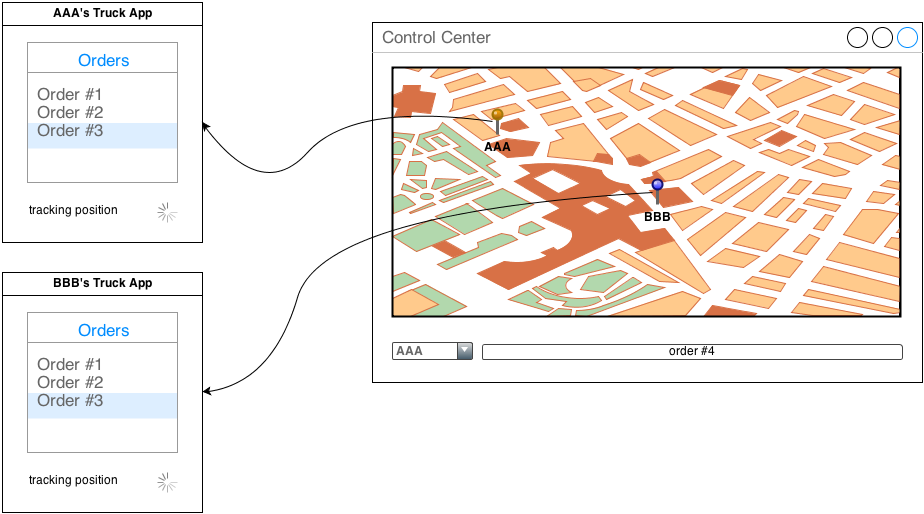 AAA's Truck App
Orders
Order #1
Order #2
Order #3
tracking position
BBB's Truck App
Orders
Order #1
Order #2
Order #3
tracking position
Control Center
AAA
BBB
AAA
order #4